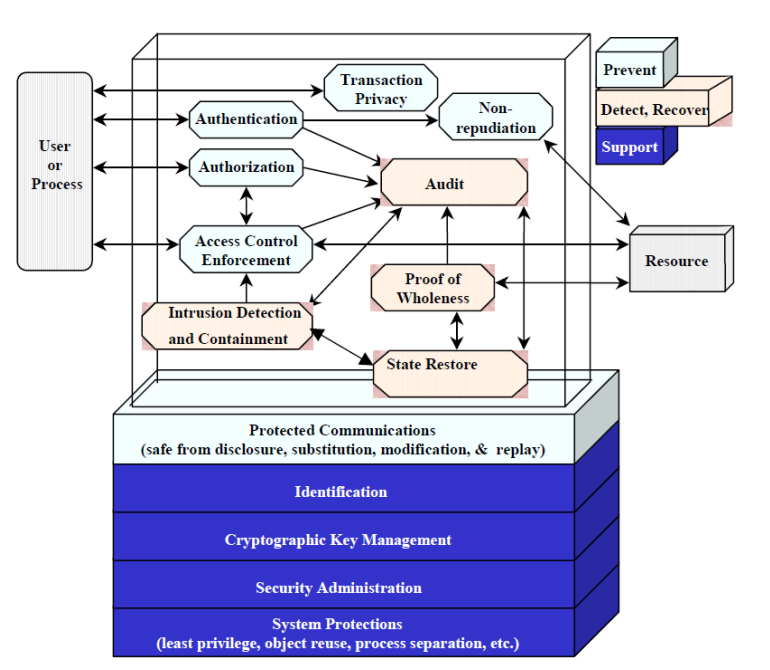 Transaction
Privacy
Prevent
Detect, Recover
Support
Authentication
Non-
repudiation
User
or
Process
Authorization
Audit
Access Control
Enforcement
Resource
Proof of
Wholeness
Intrusion Detection
and Containment
State Restore
Protected Communications
(safe from disclosure, substitution, modification, & replay)
Identification
Cryptographic Key Management
Security Administration
System Protections
(least privilege, object reuse, process separation, etc.)